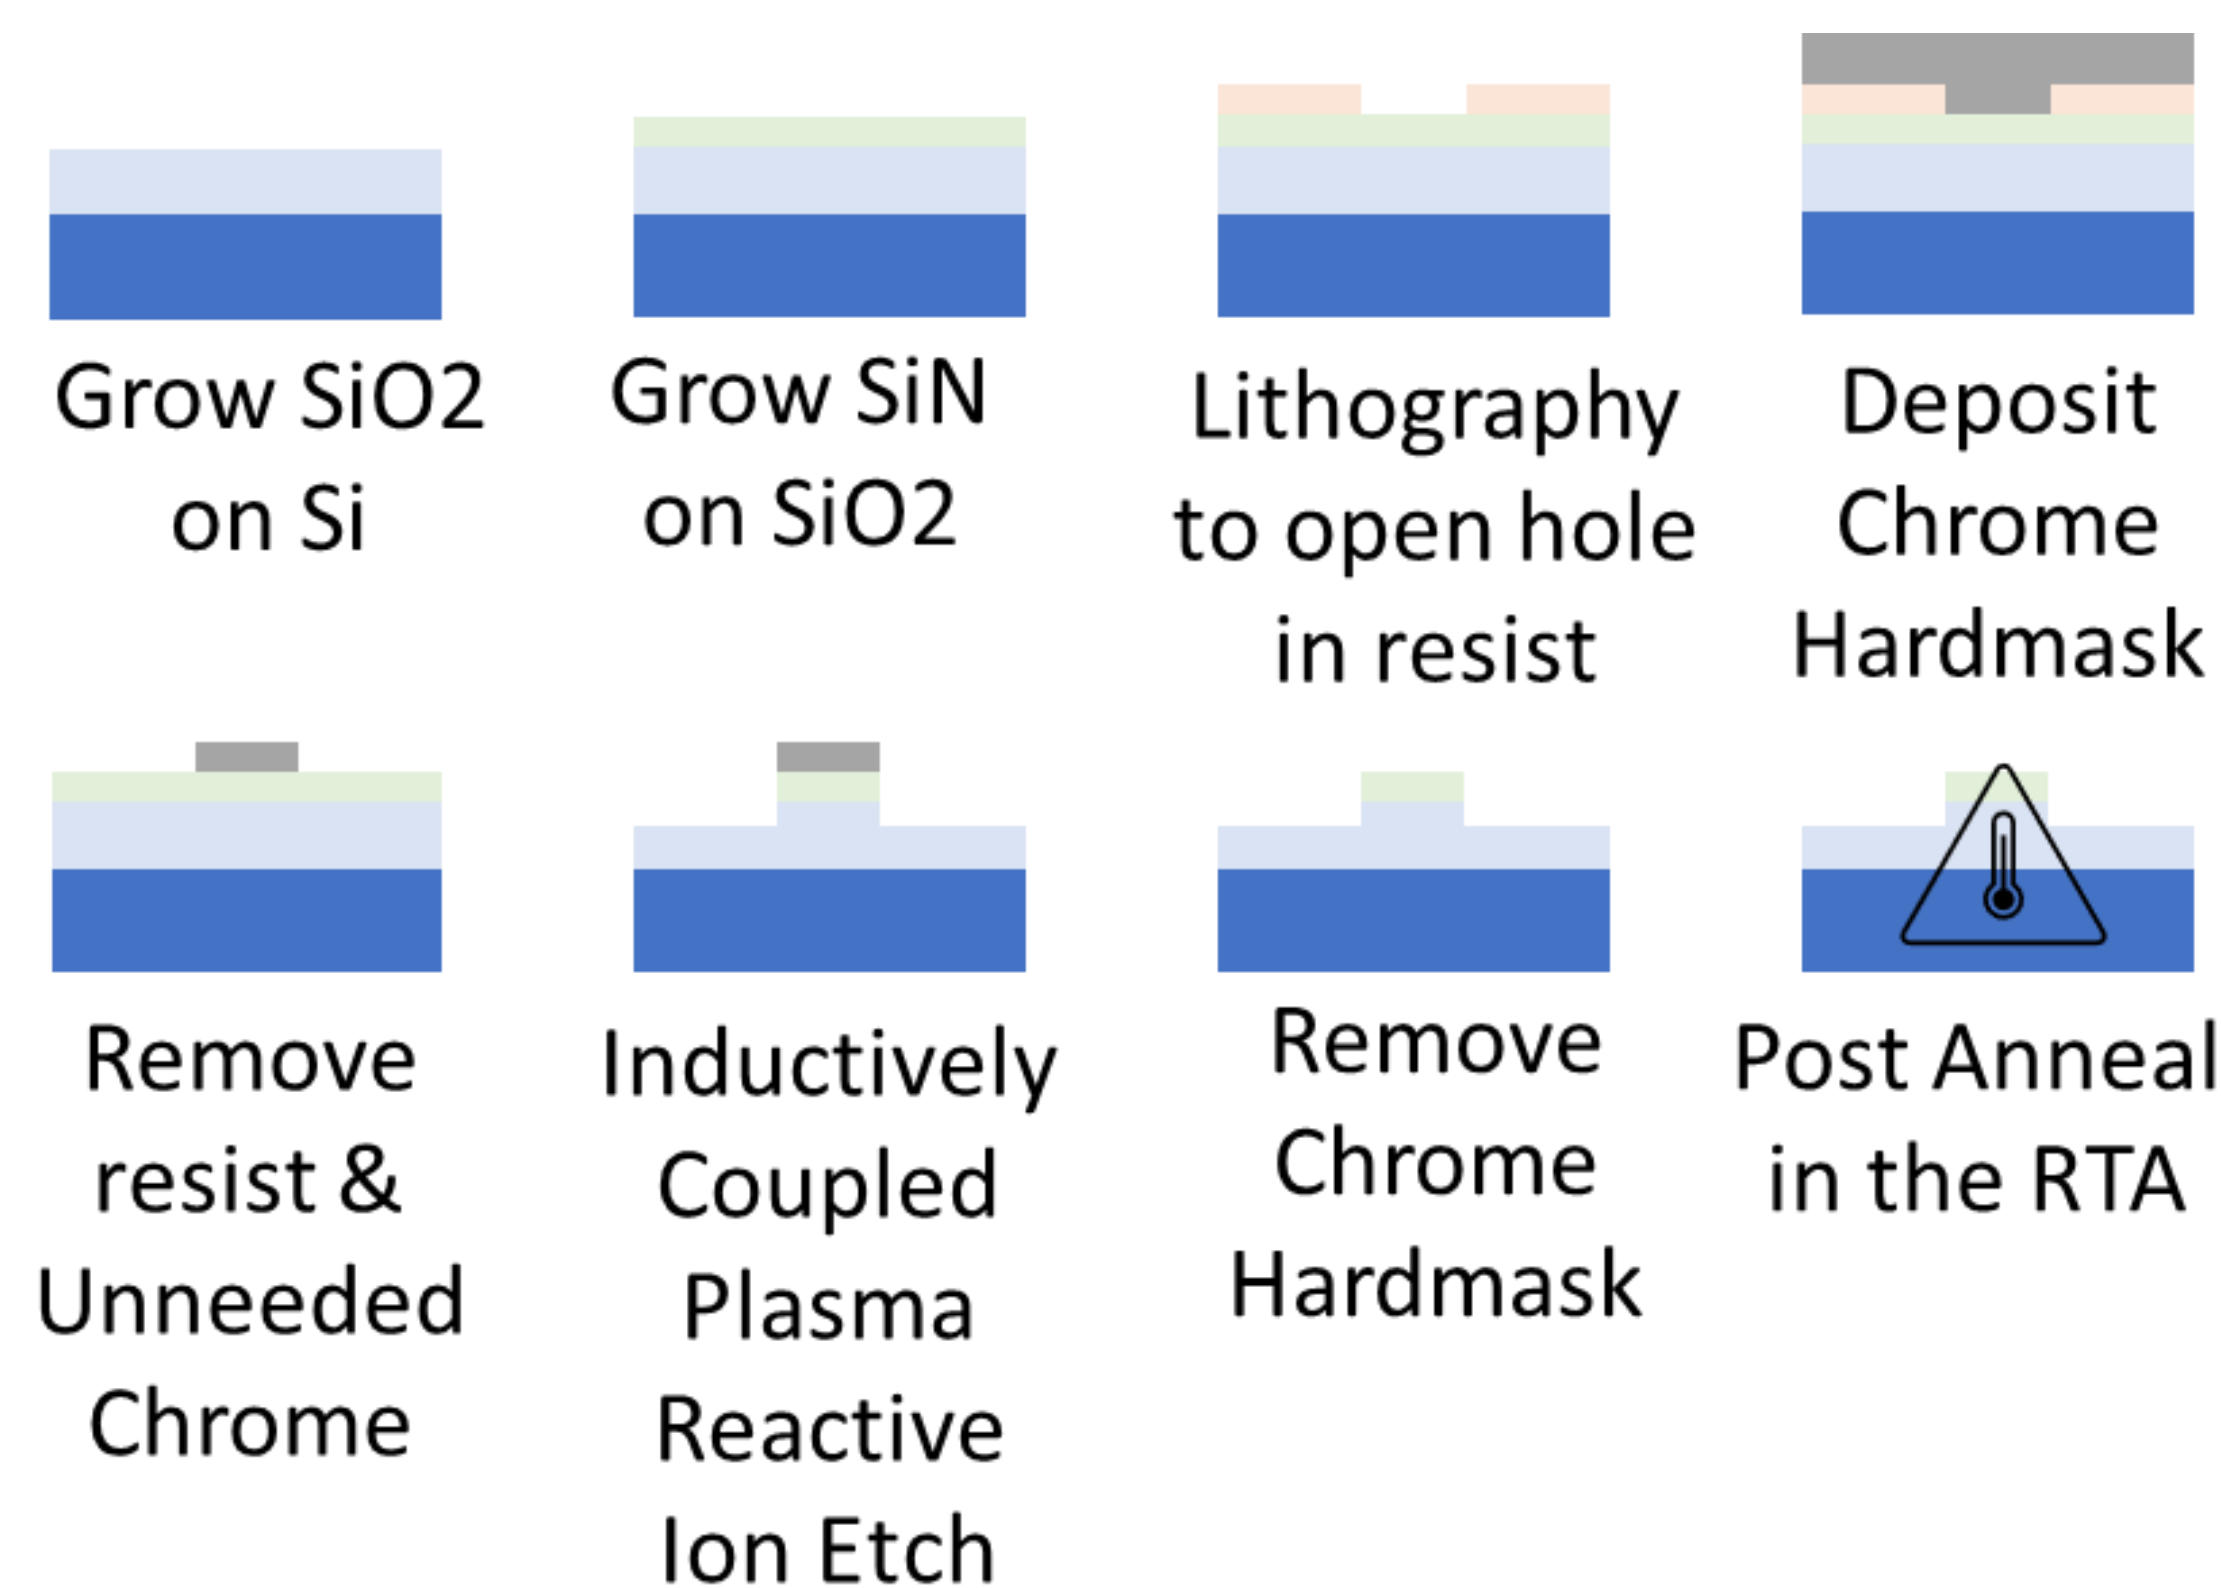 Grow SiO2
on Si
Grow SiN
on SiO2
Lithography
to open hole
in resist
Deposit
Chrome
Hardmask
Remove
resist &
Unneeded
Chrome
Inductively
Coupled
Plasma
Reactive
Ion Etch
Remove
Chrome
Hardmask
Post Anneal
in the RTA